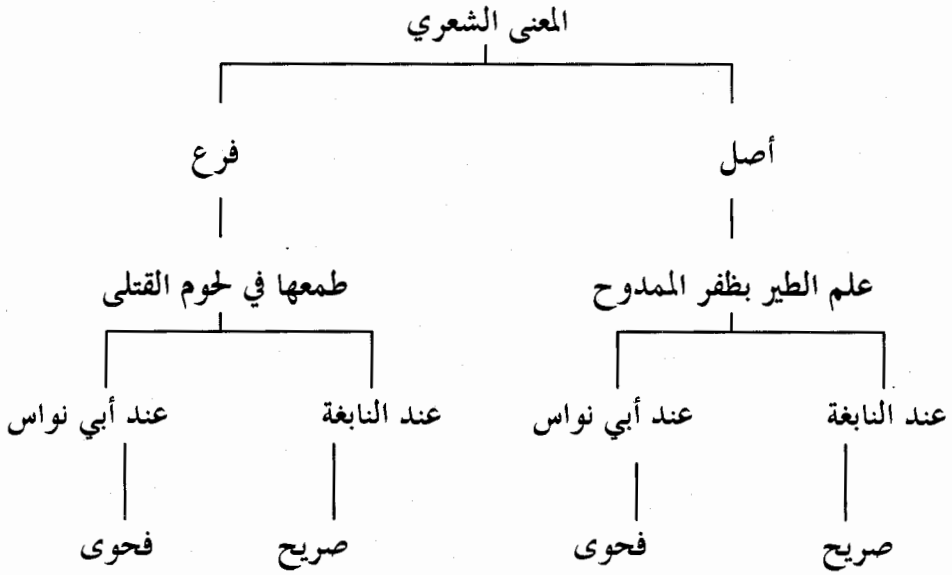 المعنى الشعري
أصل فرع
علم الطير بظفر الممدوح طمعها في لحوم القتلى
عند النابغة عند أبي نواس عند النابغة عند أبي نواس
صريح فحوى صريح فحوى